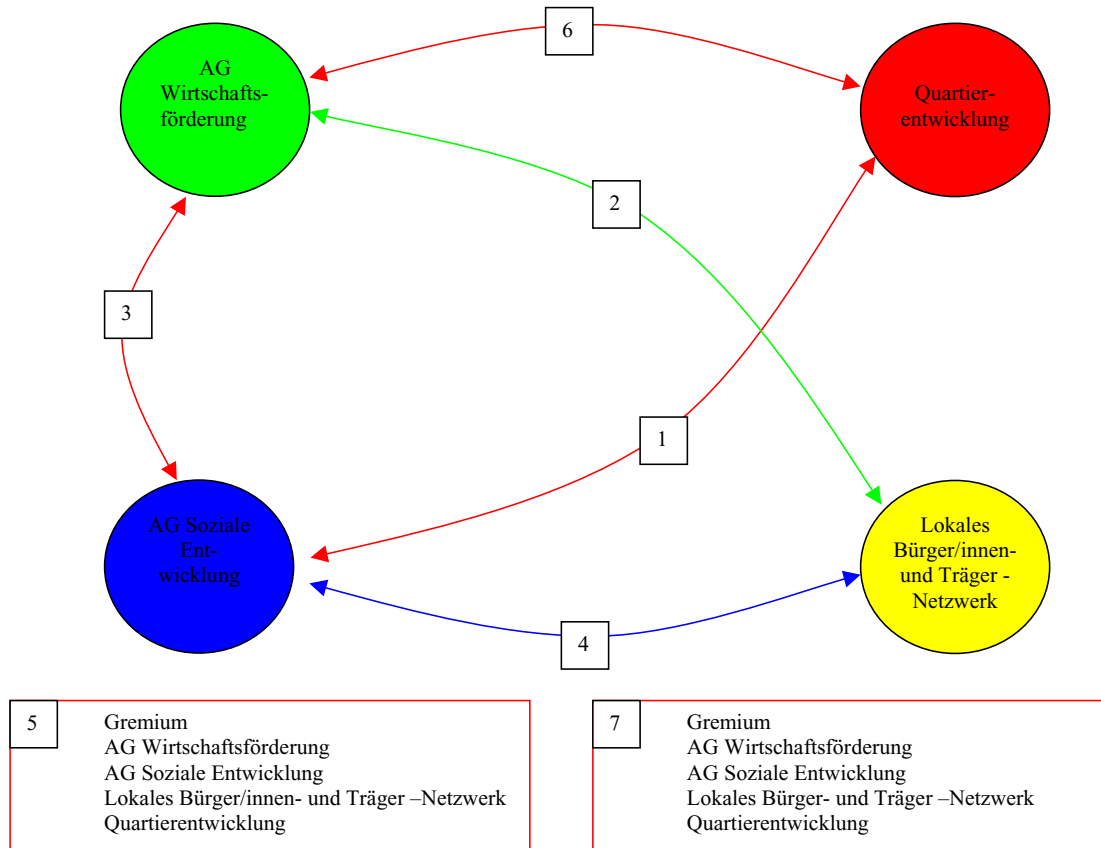 6
AG
Wirtschafts-
förderung
Quartier-
entwicklung
2
3
1
AG Soziale
Ent-
wicklung
Lokales
Bürger/innen-
und Träger -
Netzwerk
4
5
Gremium
AG Wirtschaftsförderung
AG Soziale Entwicklung
Lokales Bürger/innen- und Träger –Netzwerk
Quartierentwicklung
7
Gremium
AG Wirtschaftsförderung
AG Soziale Entwicklung
Lokales Bürger- und Träger –Netzwerk
Quartierentwicklung